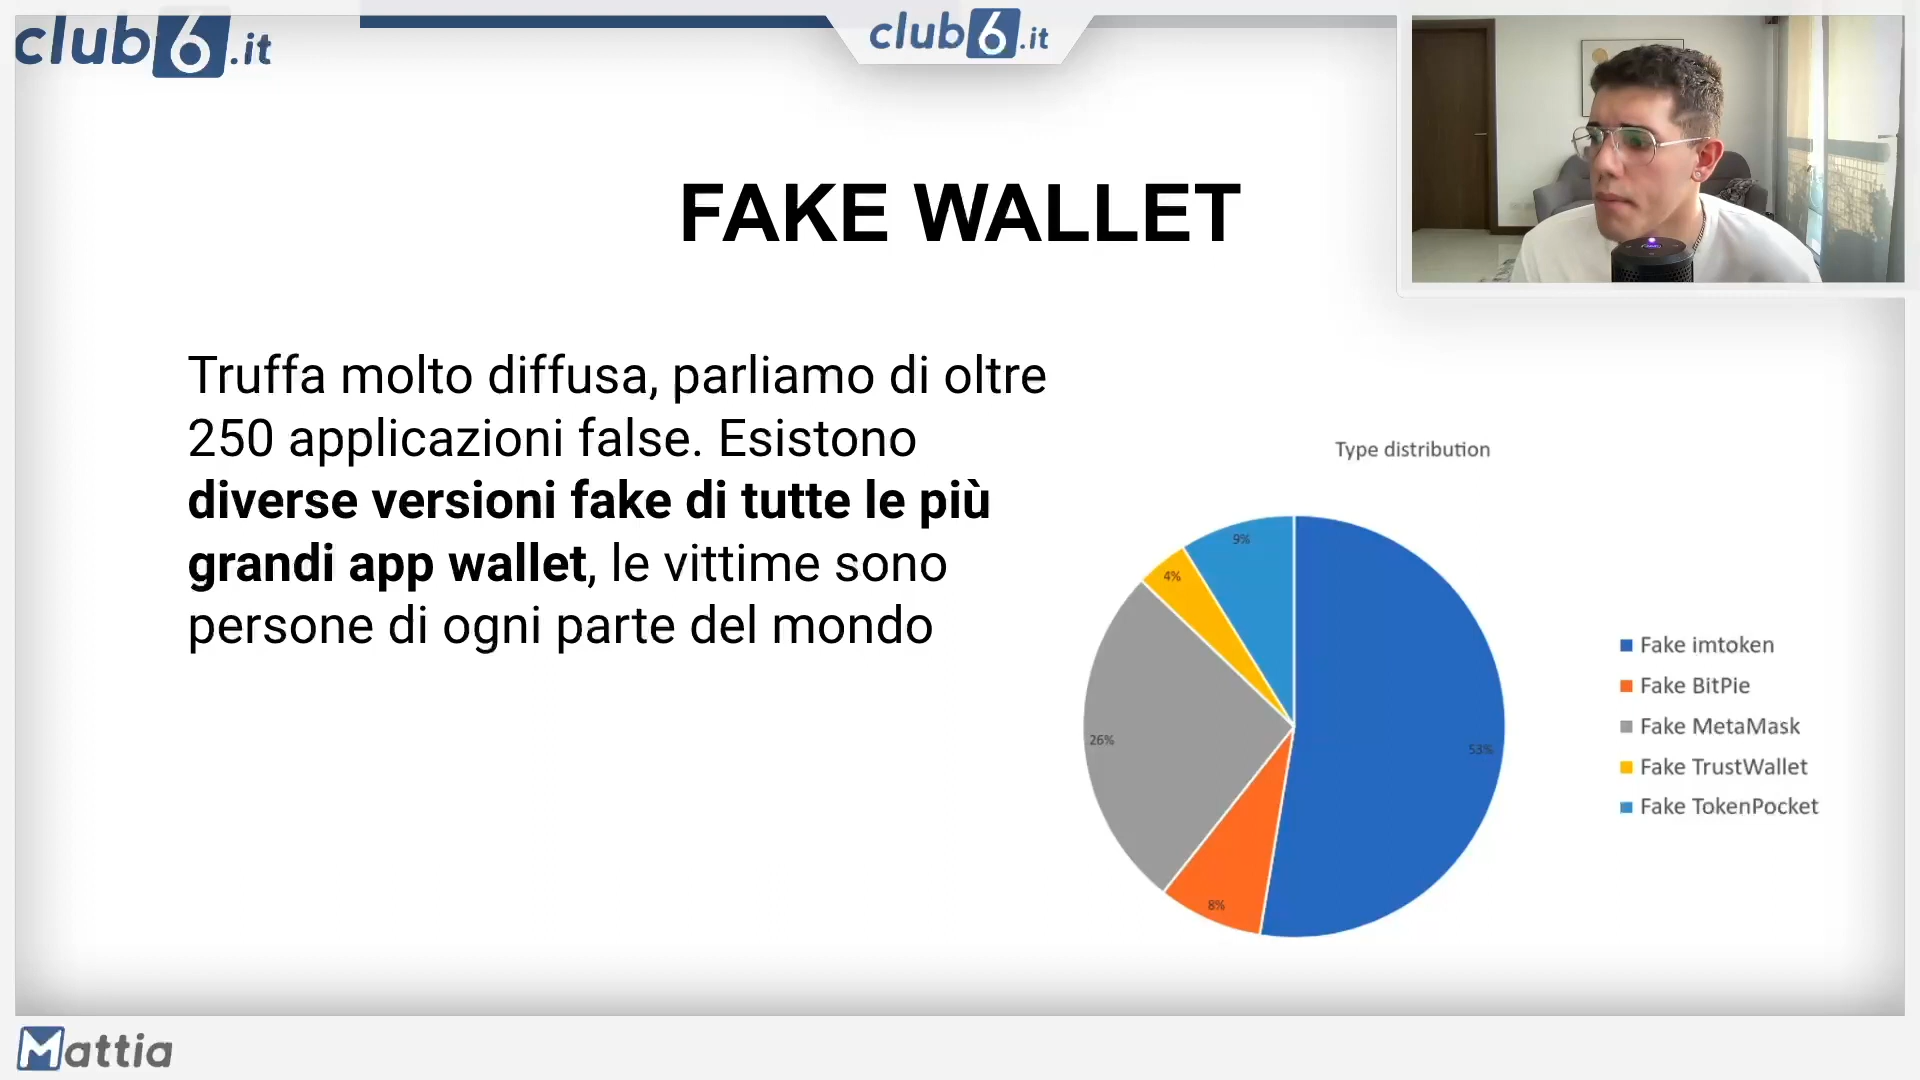 club6.it
club6.it
FAKE WALLET
Truffa molto diffusa, parliamo di oltre
250 applicazioni false. Esistono
diverse versioni fake di tutte le più
grandi app wallet, le vittime sono
persone di ogni parte del mondo
Type distribution
9%
4%
26%
53%
8%
Fake imtoken
Fake BitPie
Fake MetaMask
Fake TrustWallet
Fake TokenPocket
Mattia